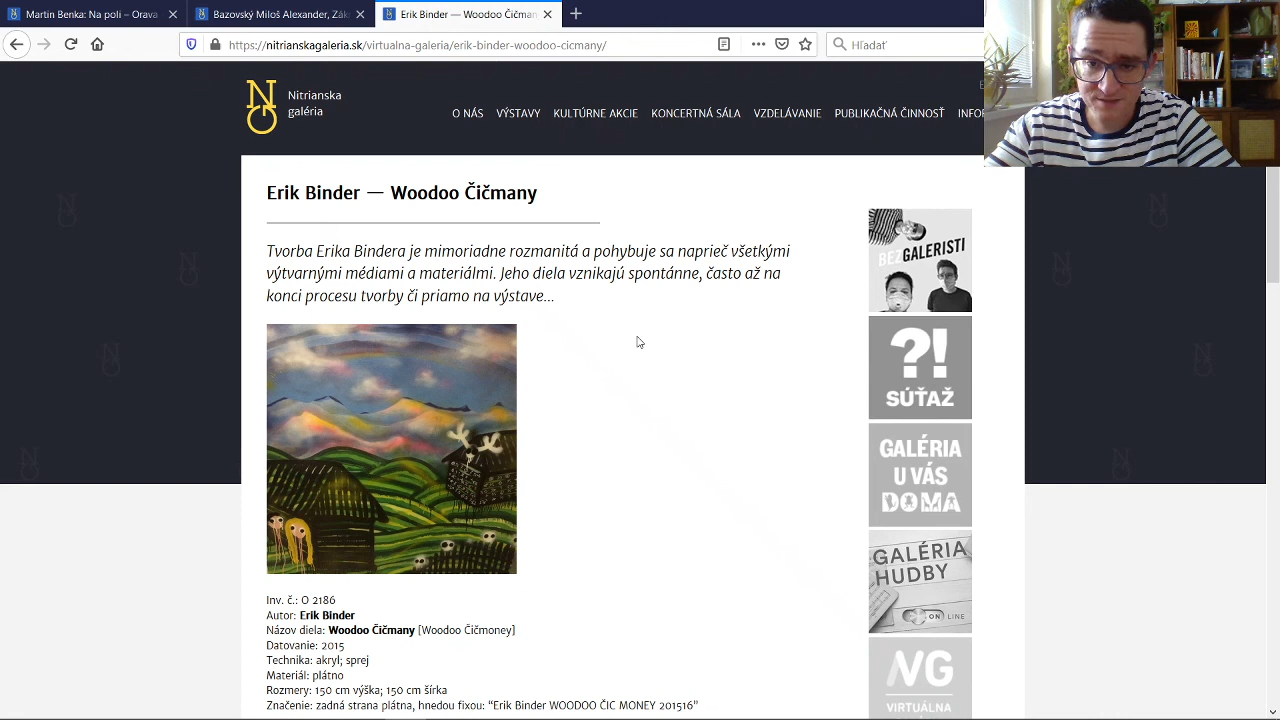 Martin Benka: Na poli – Orava
Bazovský Miloš Alexander, Zák
Erik Binder — Woodoo Čičman
https://nitrianskagaleria.sk/virtualna-galeria/erik-binder-woodoo-cicmany/
Hľadať
Nitrianska
galéria
O NÁS VÝSTAVY KULTÚRNE AKCIE KONCERTNÁ SÁLA VZDELÁVANIE PUBLIKAČNÁ ČINNOSŤ INFO
Erik Binder — Woodoo Čičmany
Tvorba Erika Bindera je mimoriadne rozmanitá a pohybuje sa naprieč všetkými
výtvarnými médiami a materiálmi. Jeho diela vznikajú spontánne, často až na
konci procesu tvorby či priamo na výstave...
BEZGALERISTI
?!
SÚŤAŽ
GALÉRIA
U VÁS
DOMA
GALÉRIA
HUDBY
ON LINE
NG
VIRTUÁLNA
Inv. č.: O 2186
Autor: Erik Binder
Názov diela: Woodoo Čičmany [Woodoo Čičmoney]
Datovanie: 2015
Technika: akryl; sprej
Materiál: plátno
Rozmery: 150 cm výška; 150 cm šírka
Značenie: zadná strana plátna, hnedou fixou: “Erik Binder WOODOO ČIC MONEY 201516”